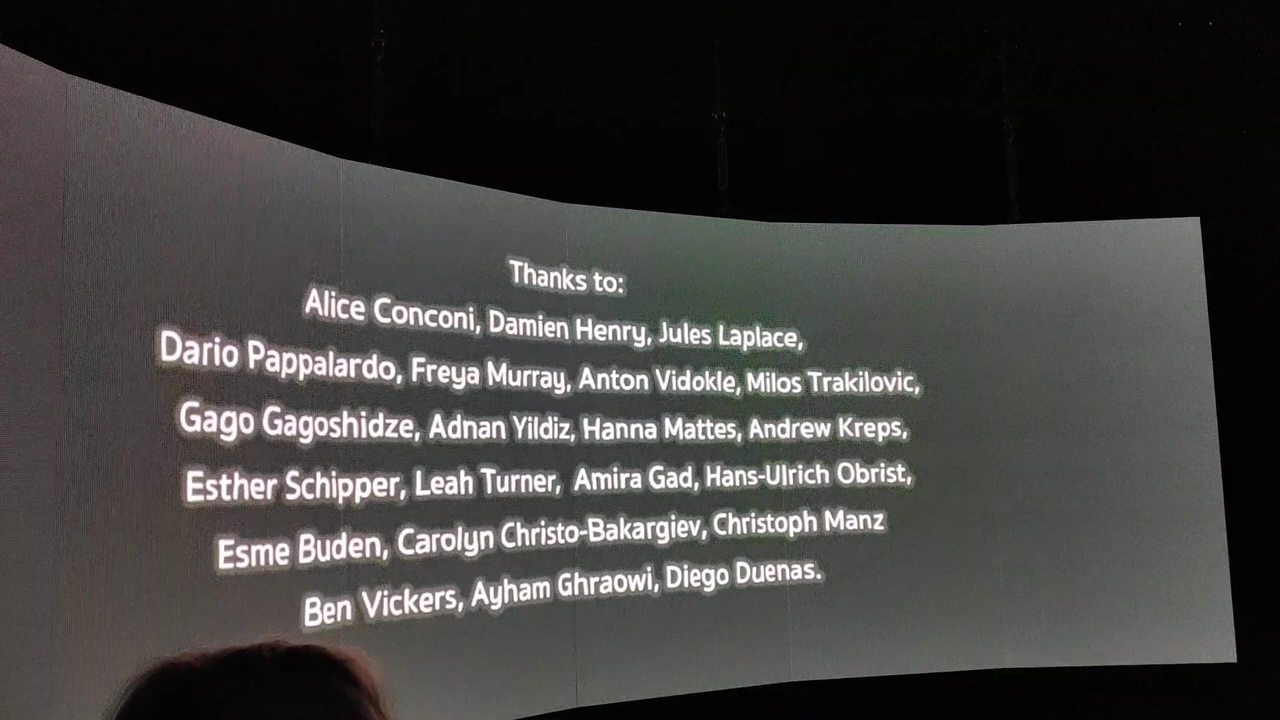 Thanks to:
Alice Conconi, Damien Henry, Jules Laplace,
Dario Pappalardo, Freya Murray, Anton Vidokle, Milos Trakilovic,
Gago Gagoshidze, Adnan Yildiz, Hanna Mattes, Andrew Kreps,
Esther Schipper, Leah Turner, Amira Gad, Hans-Ulrich Obrist,
Esme Buden, Carolyn Christo-Bakargiev, Christoph Manz
Ben Vickers, Ayham Ghraowi, Diego Duenas.